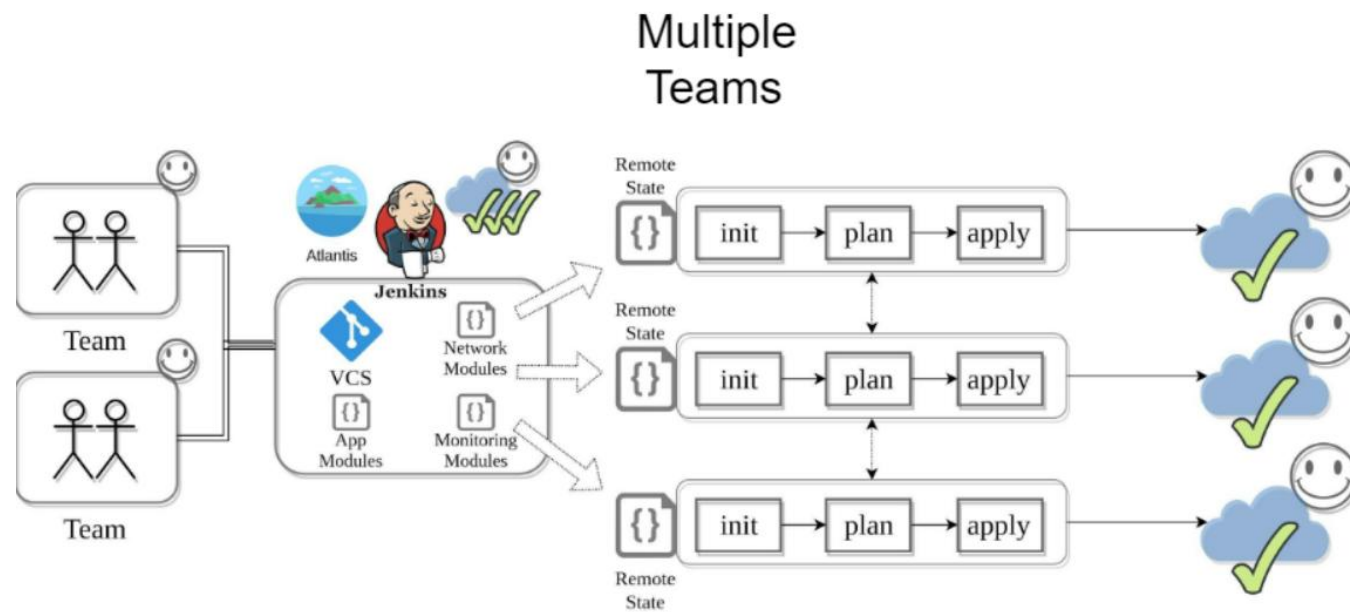 Multiple
Teams
Team
Team
Atlantis
Jenkins
VCS
{}
Network
Modules
{}
App
Modules
{}
Monitoring
Modules
Remote
State
{}
init
plan
apply
Remote
State
{}
init
plan
apply
{}
Remote
State
init
plan
apply